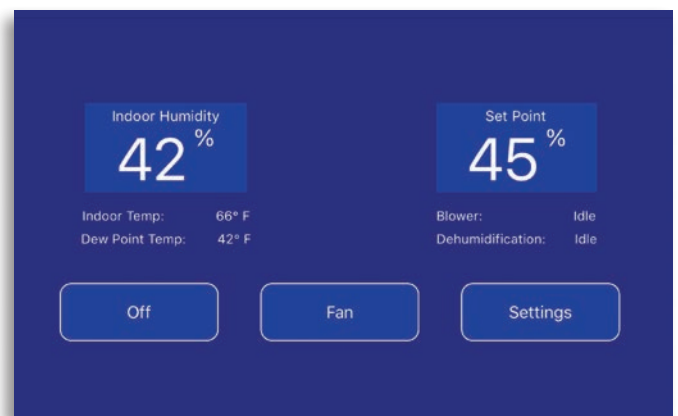 Indoor Humidity
42 %
Set Point
45 %
Indoor Temp: 66° F
Dew Point Temp: 42° F
Blower: Idle
Dehumidification: Idle
Off
Fan
Settings